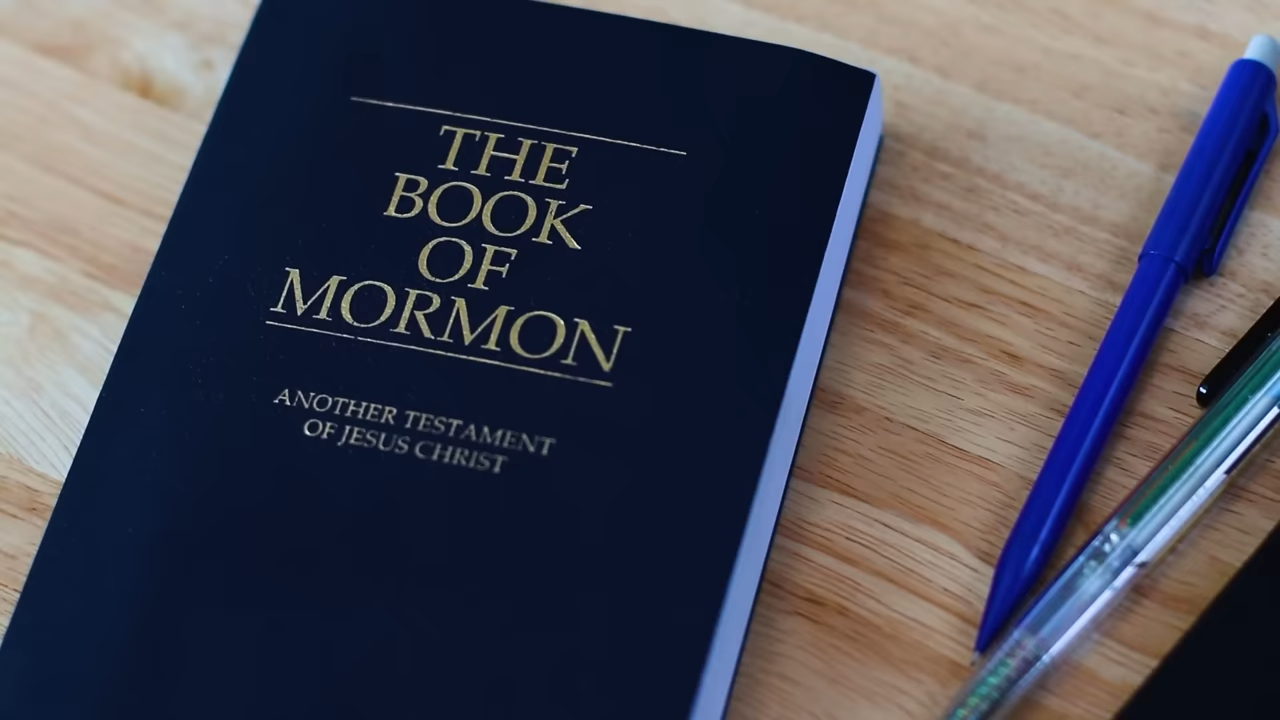 THE
BOOK
OF
MORMON
ANOTHER TESTAMENT
OF JESUS CHRIST